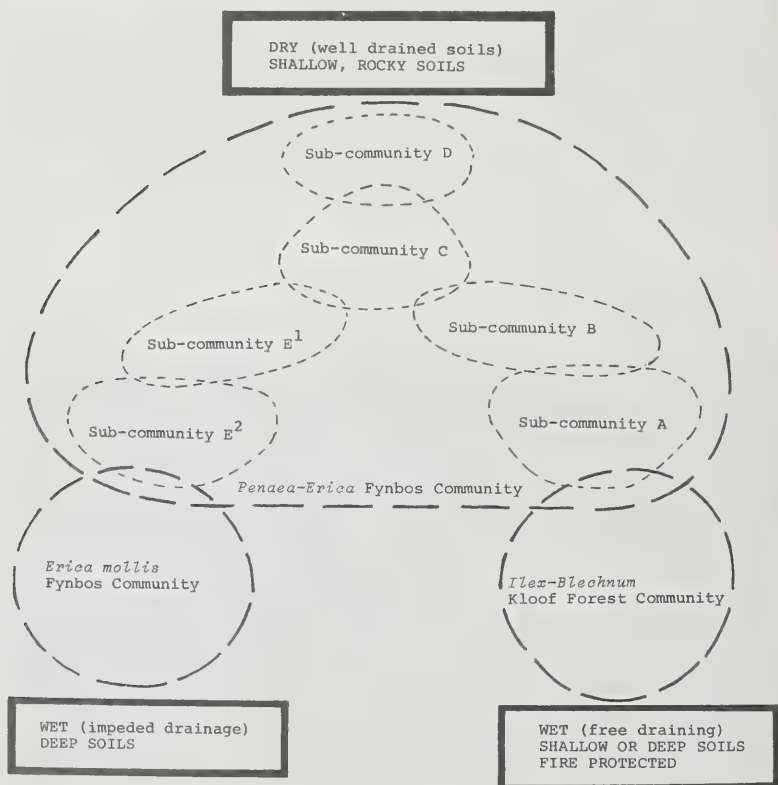 DRY (well drained soils)
SHALLOW, ROCKY SOILS
Sub-community D
Sub-community C
Sub-community E¹
Sub-community B
Sub-community E²
Sub-community A
Penaea-Erica Fynbos Community
Erica mollis
Fynbos Community
Ilex-Blechnum
Kloof Forest Community
WET (impeded drainage)
DEEP SOILS
WET (free draining)
SHALLOW OR DEEP SOILS
FIRE PROTECTED